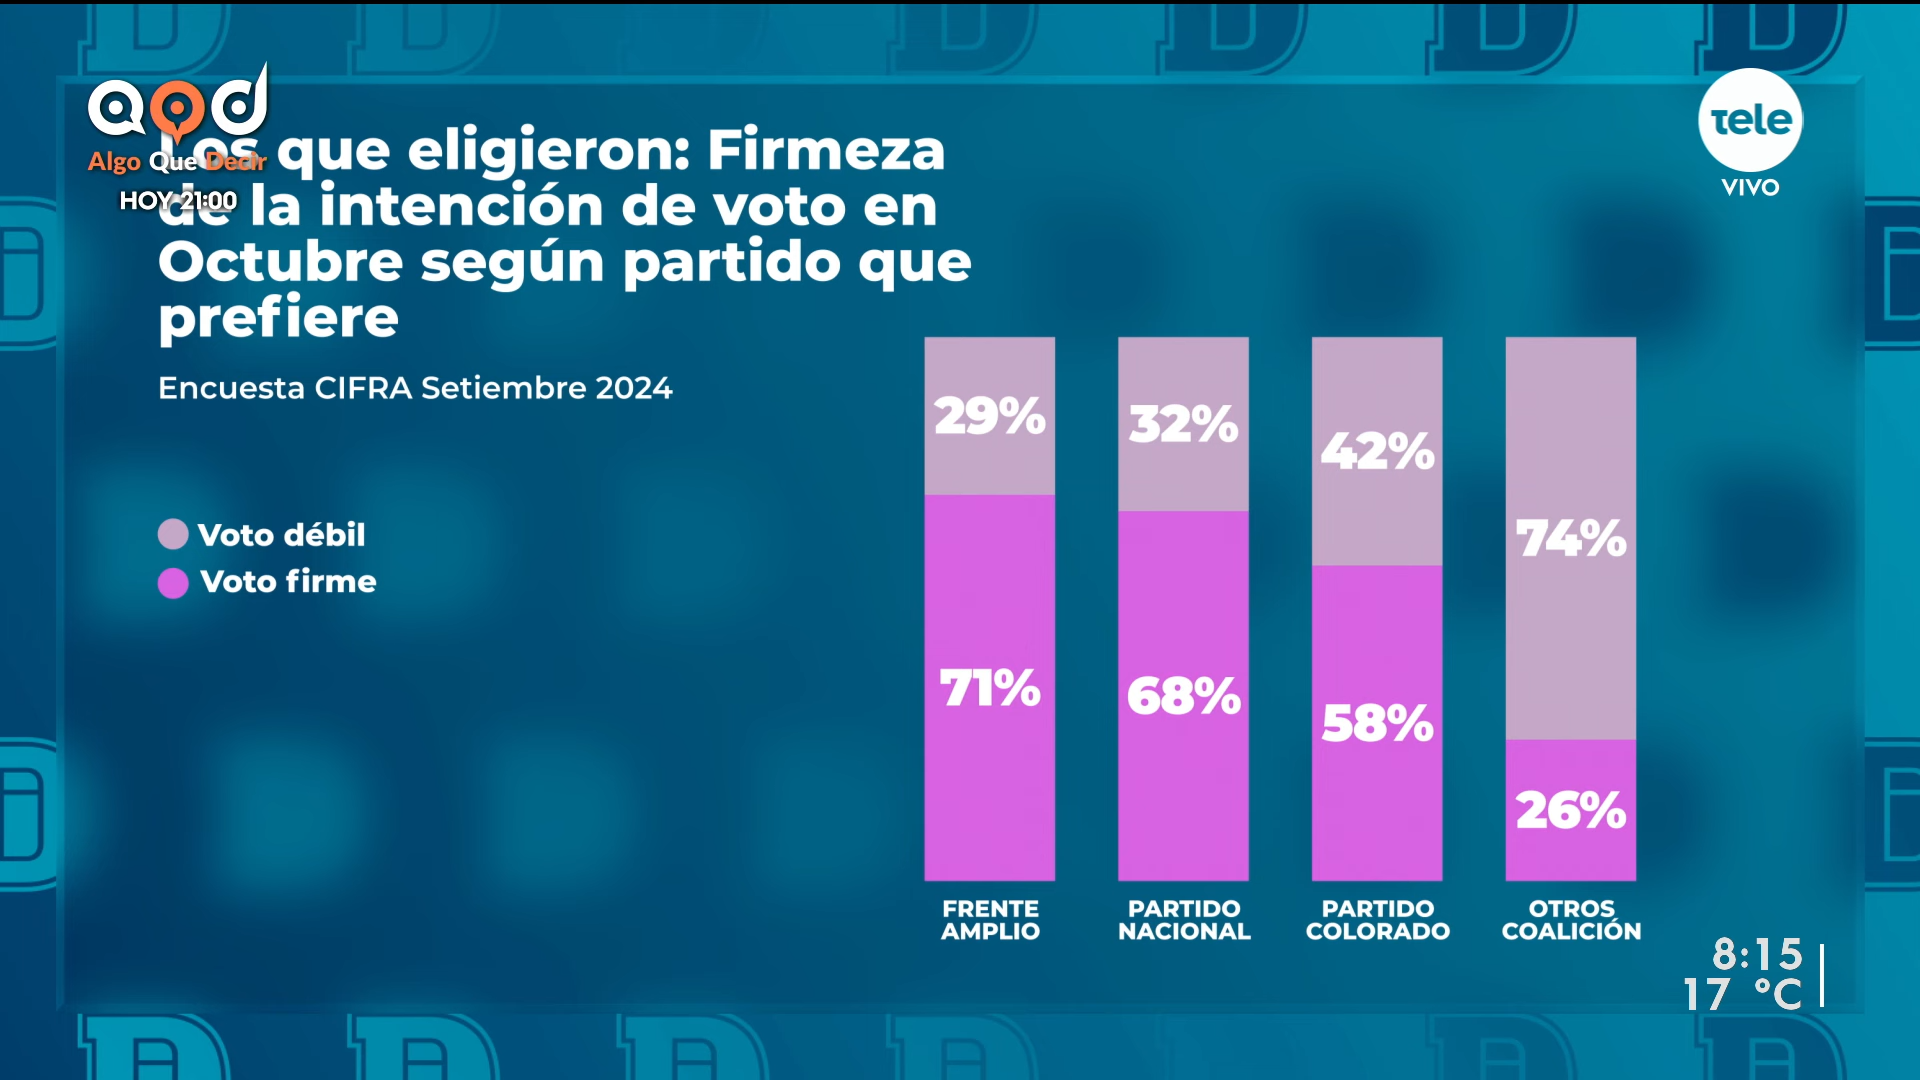 aqd
Algo Que Decir
HOY 21:00
Los que eligieron: Firmeza
de la intención de voto en
Octubre según partido que
prefiere
Encuesta CIFRA Setiembre 2024
Voto débil
Voto firme
tele
VIVO
29%
32%
42%
74%
71%
68%
58%
26%
FRENTE
AMPLIO
PARTIDO
NACIONAL
PARTIDO
COLORADO
OTROS
COALICIÓN
8:15
17 °C